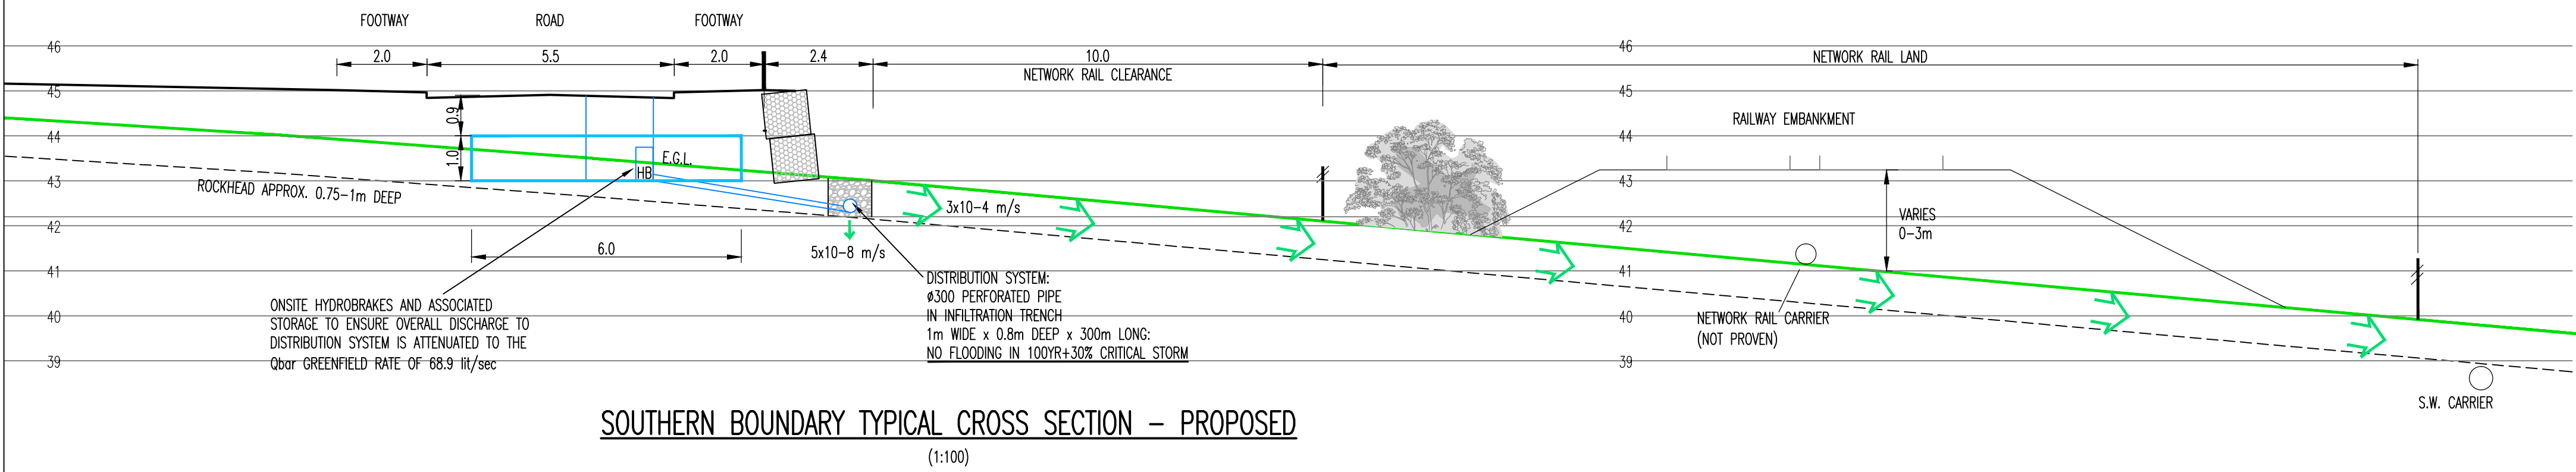 FOOTWAY ROAD FOOTWAY
46 46
2.0 5.5 2.0 2.4 10.0 NETWORK RAIL LAND
NETWORK RAIL CLEARANCE
45 45
0.9
RAILWAY EMBANKMENT
44 44
1.0
E.G.L.
HB
43 43
ROCKHEAD APPROX. 0.75-1m DEEP
3x10-4 m/s
VARIES
0-3m
42 42
5x10-8 m/s
6.0
41 41
DISTRIBUTION SYSTEM:
ø300 PERFORATED PIPE
IN INFILTRATION TRENCH
1m WIDE x 0.8m DEEP x 300m LONG:
NO FLOODING IN 100YR+30% CRITICAL STORM
ONSITE HYDROBRAKES AND ASSOCIATED
STORAGE TO ENSURE OVERALL DISCHARGE TO
DISTRIBUTION SYSTEM IS ATTENUATED TO THE
Qbar GREENFIELD RATE OF 68.9 lit/sec
40 40
NETWORK RAIL CARRIER
(NOT PROVEN)
39 39
S.W. CARRIER
SOUTHERN BOUNDARY TYPICAL CROSS SECTION – PROPOSED
(1:100)